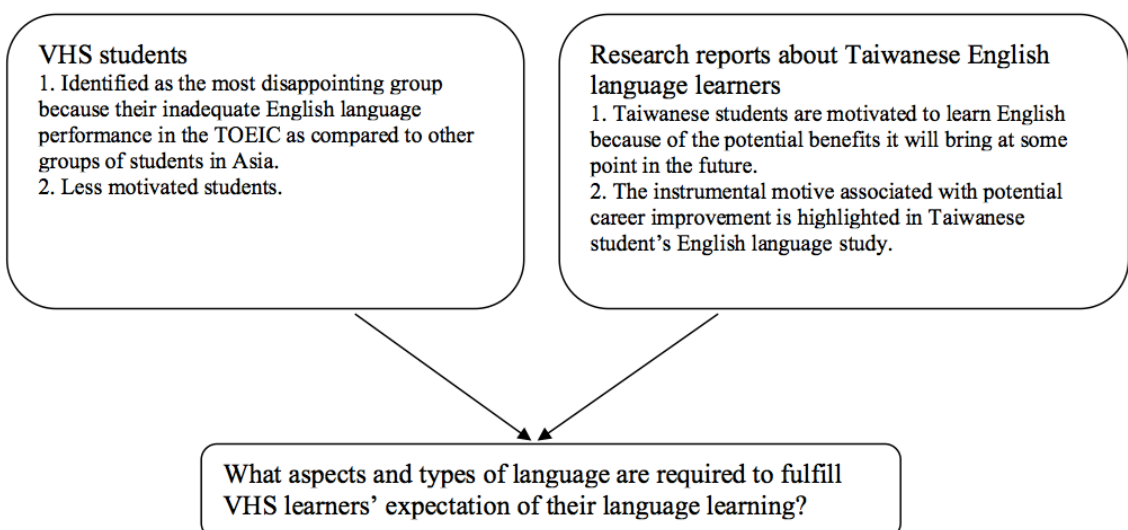 VHS students
1. Identified as the most disappointing group
because their inadequate English language
performance in the TOEIC as compared to other
groups of students in Asia.
2. Less motivated students.
Research reports about Taiwanese English
language learners
1. Taiwanese students are motivated to learn English
because of the potential benefits it will bring at some
point in the future.
2. The instrumental motive associated with potential
career improvement is highlighted in Taiwanese
student’s English language study.
What aspects and types of language are required to fulfill
VHS learners’ expectation of their language learning?